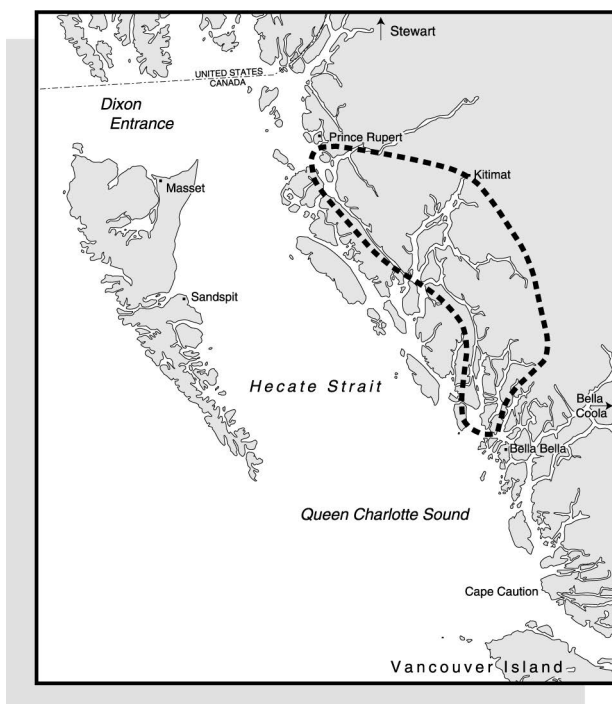 Stewart
UNITED STATES
CANADA
Dixon
Entrance
Prince Rupert
Kitimat
Masset
Sandspit
Hecate Strait
Bella
Coola
Bella Bella
Queen Charlotte Sound
Cape Caution
Vancouver Island